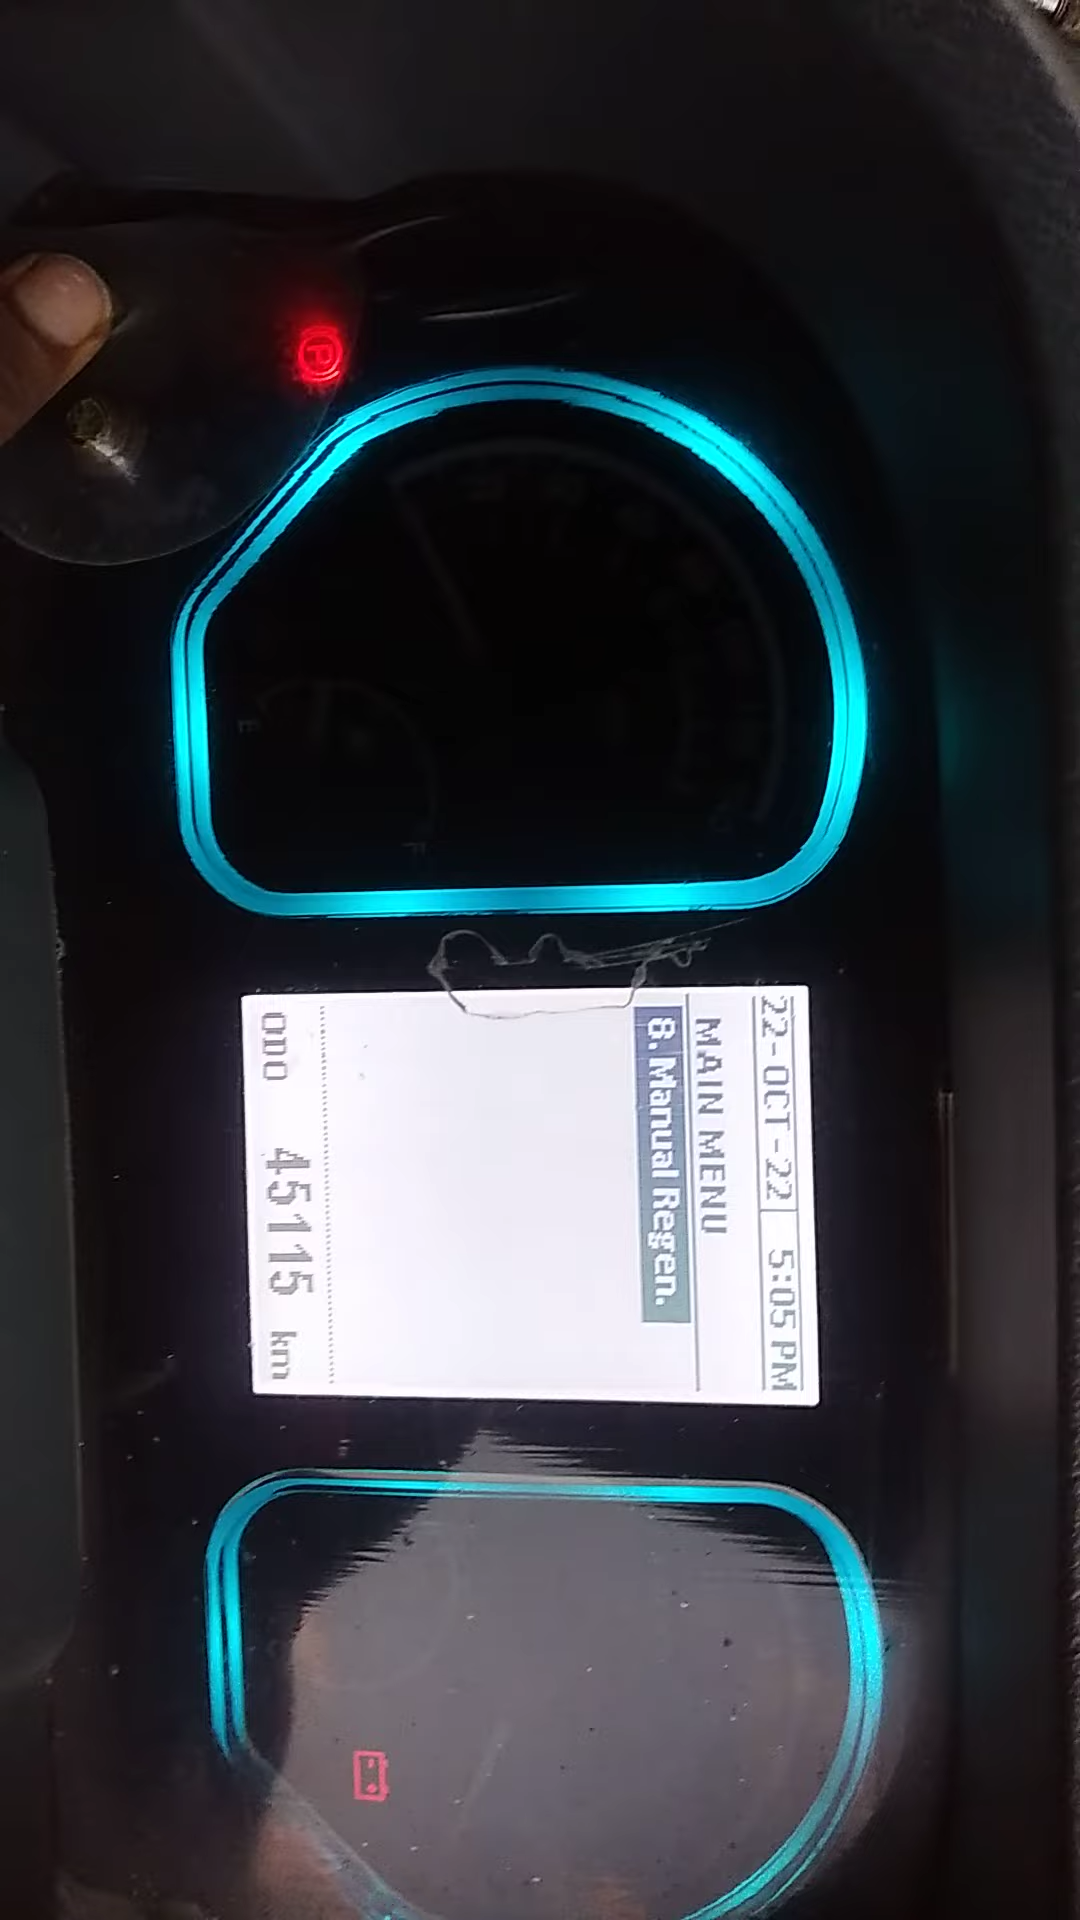 22-OCT-22 5:05 PM
MAIN MENU
8. Manual Regen.
ODO 45115 km
P
E
F